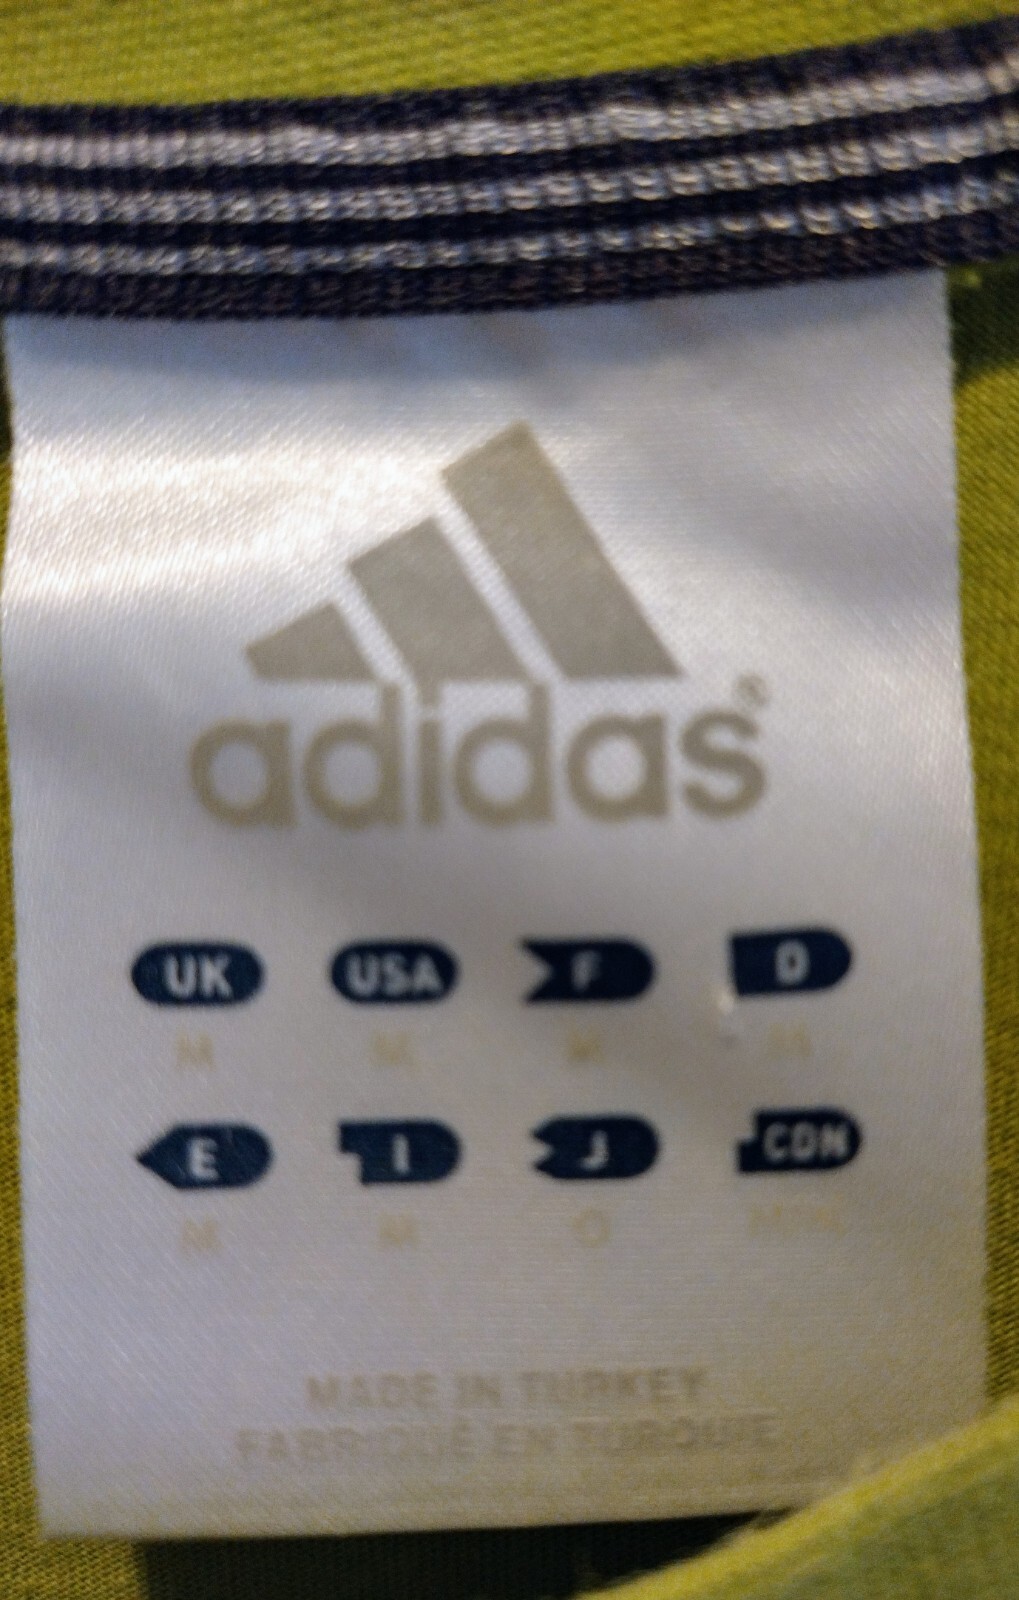 adidas®
UK USA F D
M M M M
E I J CDN
M M O
MADE IN TURKEY
FABRIQUÉ EN TURQUIE